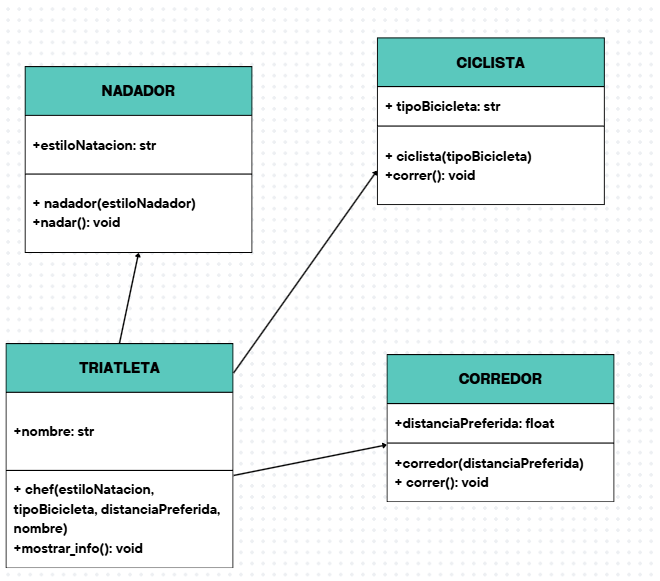 NADADOR
+estiloNatacion: str
+ nadador(estiloNadador)
+nadar(): void
CICLISTA
+ tipoBicicleta: str
+ ciclista(tipoBicicleta)
+correr(): void
TRIATLETA
+nombre: str
+ chef(estiloNatacion,
tipoBicicleta, distanciaPreferida,
nombre)
+mostrar_info(): void
CORREDOR
+distanciaPreferida: float
+corredor(distanciaPreferida)
+ correr(): void